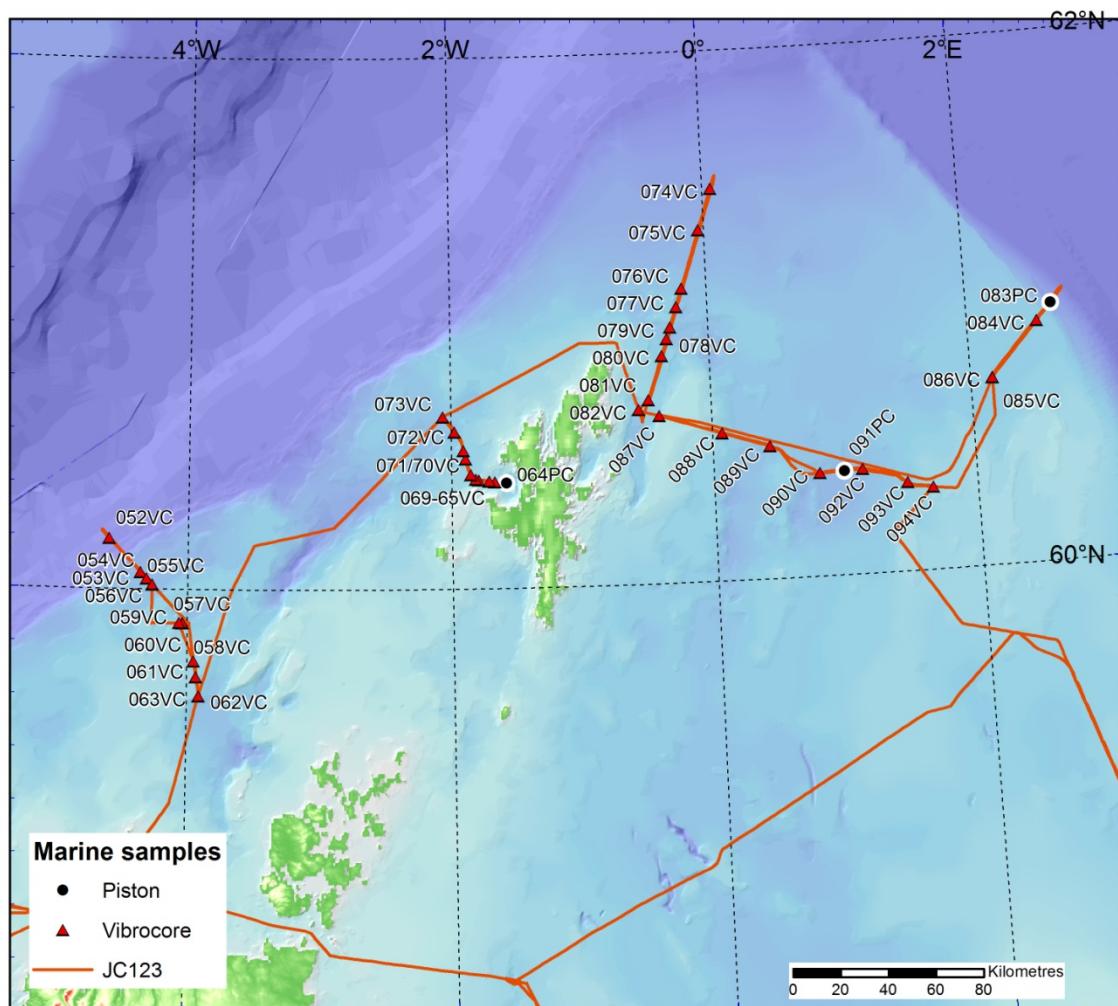 62°N
4°W
2°W
0°
2°E
074VC
075VC
076VC
077VC
079VC
078VC
080VC
081VC
082VC
087VC
088VC
089VC
090VC
091PC
092VC
093VC
094VC
083PC
084VC
086VC
085VC
073VC
072VC
071/70VC
069-65VC
064PC
60°N
052VC
054VC
055VC
053VC
056VC
057VC
059VC
060VC
058VC
061VC
063VC
062VC
Marine samples
Piston
Vibrocore
JC123
Kilometres
0 20 40 60 80